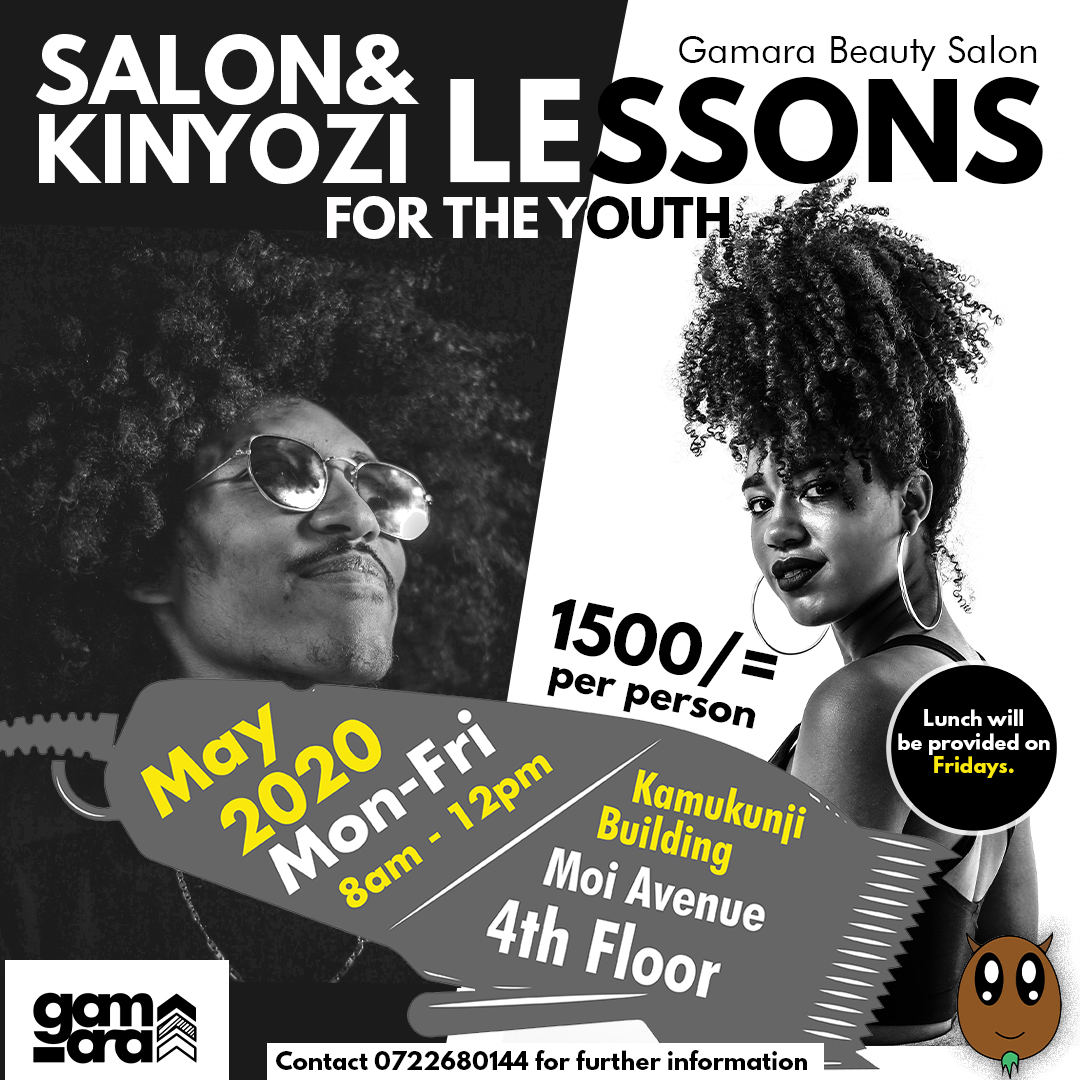 Gamara Beauty Salon
SALON&
KINYOZI
LESSONS
FOR THE YOUTH
1500/=
per person
Lunch will
be provided on
Fridays.
May
2020
Mon-Fri
8am - 12pm
Kamukunji
Building
Moi Avenue
4th Floor
gam
ara
Contact 0722680144 for further information